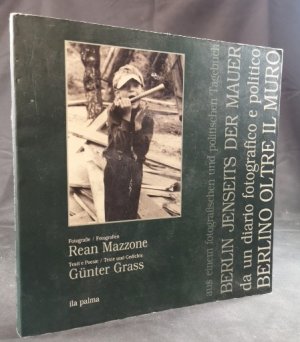 Fotografie / Fotografien
Rean Mazzone
Testi e Poesie / Texte und Gedichte
Günter Grass
ila palma
aus einem fotografischen und politischen Tagebuch
BERLIN JENSEITS DER MAUER
da un diario fotografico e politico
BERLINO OLTRE IL MURO